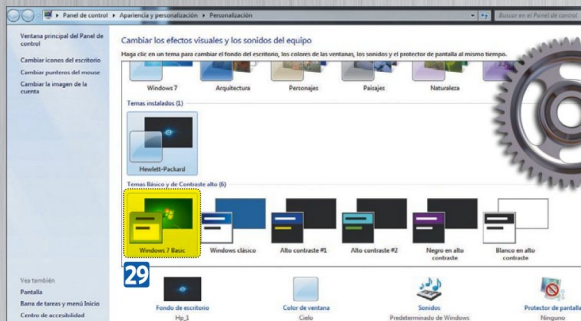 Panel de control ▸ Apariencia y personalización ▸ Personalización
Buscar en el Panel de control
Ventana principal del Panel de
control
Cambiar iconos del escritorio
Cambiar punteros del mouse
Cambiar la imagen de la
cuenta
Cambiar los efectos visuales y los sonidos del equipo
Haga clic en un tema para cambiar el fondo del escritorio, los colores de las ventanas, los sonidos y el protector de pantalla al mismo tiempo.
Windows 7 Arquitectura Personajes Paisajes Naturaleza
Temas instalados (1)
Hewlett-Packard
Temas Básico y de Contraste alto (6)
Windows 7 Basic Windows clásico Alto contraste #1 Alto contraste #2 Negro en alto
contraste Blanco en alto
contraste
29
Vea también
Pantalla
Barra de tareas y menú Inicio
Centro de accesibilidad
Fondo de escritorio Color de ventana Sonidos Protector de pantalla
Hp_1 Cielo Predeterminado de Windows Ninguno